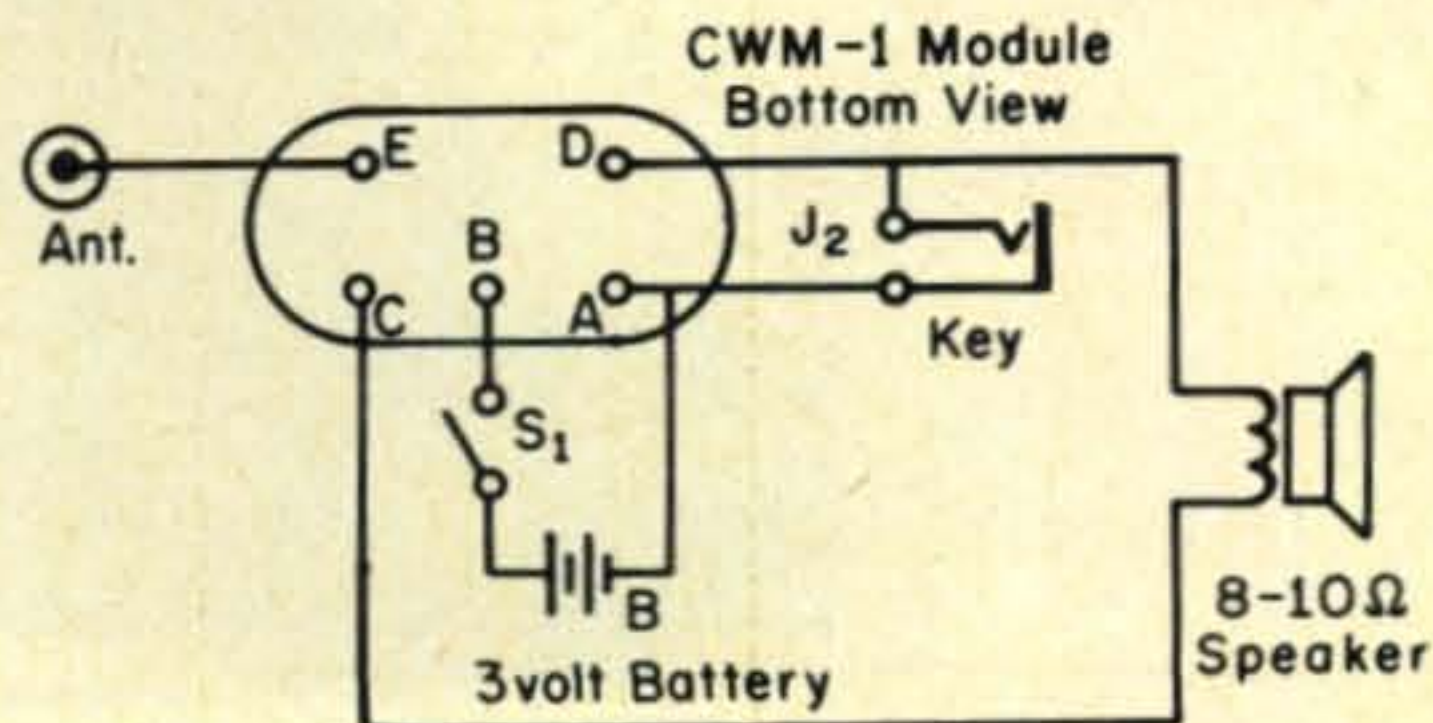 CWM-1 Module
Bottom View
Ant.
E
D
B
C
A
J2
Key
S1
B
3volt Battery
8-10Ω
Speaker